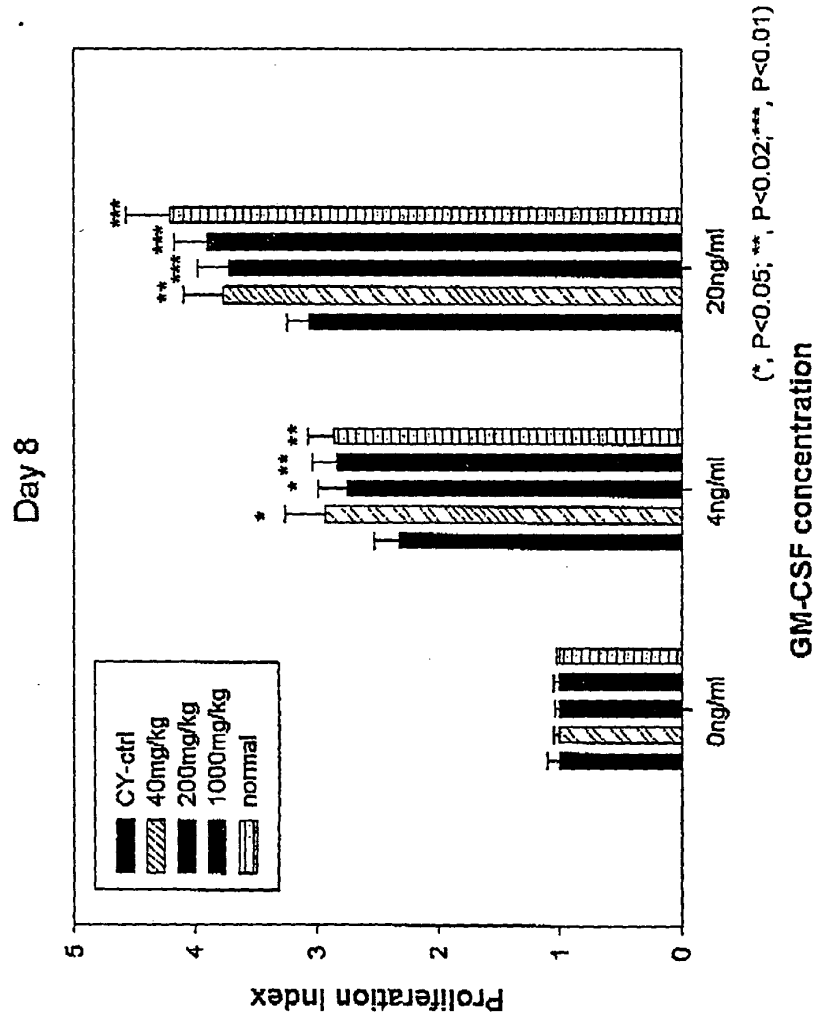 Day 8
Proliferation Index
5
4
3
2
1
0
CY-ctrl
40mg/kg
200mg/kg
1000mg/kg
normal
* ** ** *
** *** *** ***
0ng/ml 4ng/ml 20ng/ml
(*, P<0.05; **, P<0.02;***, P<0.01)
GM-CSF concentration